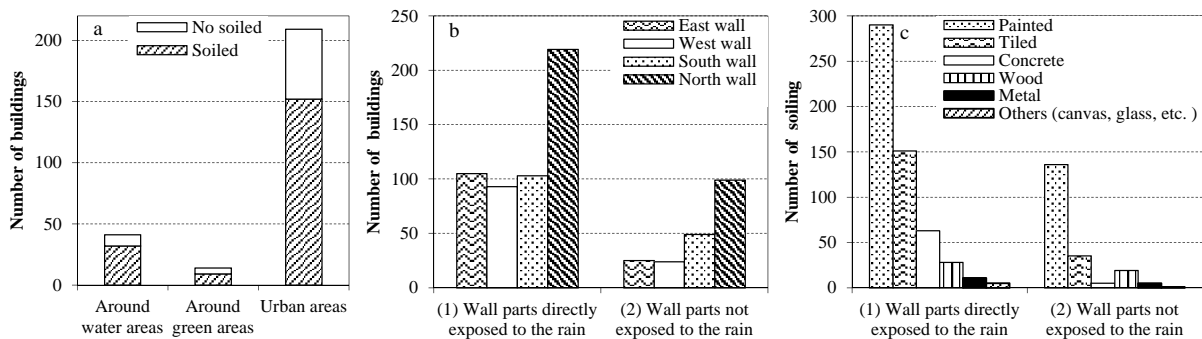 a
No soiled
Soiled
Number of buildings
200
150
100
50
0
Around
water areas
Around
green areas
Urban areas
b
East wall
West wall
South wall
North wall
Number of buildings
250
200
150
100
50
0
(1) Wall parts directly
exposed to the rain
(2) Wall parts not
exposed to the rain
c
Painted
Tiled
Concrete
Wood
Metal
Others (canvas, glass, etc. )
Number of soiling
300
250
200
150
100
50
0
(1) Wall parts directly
exposed to the rain
(2) Wall parts not
exposed to the rain